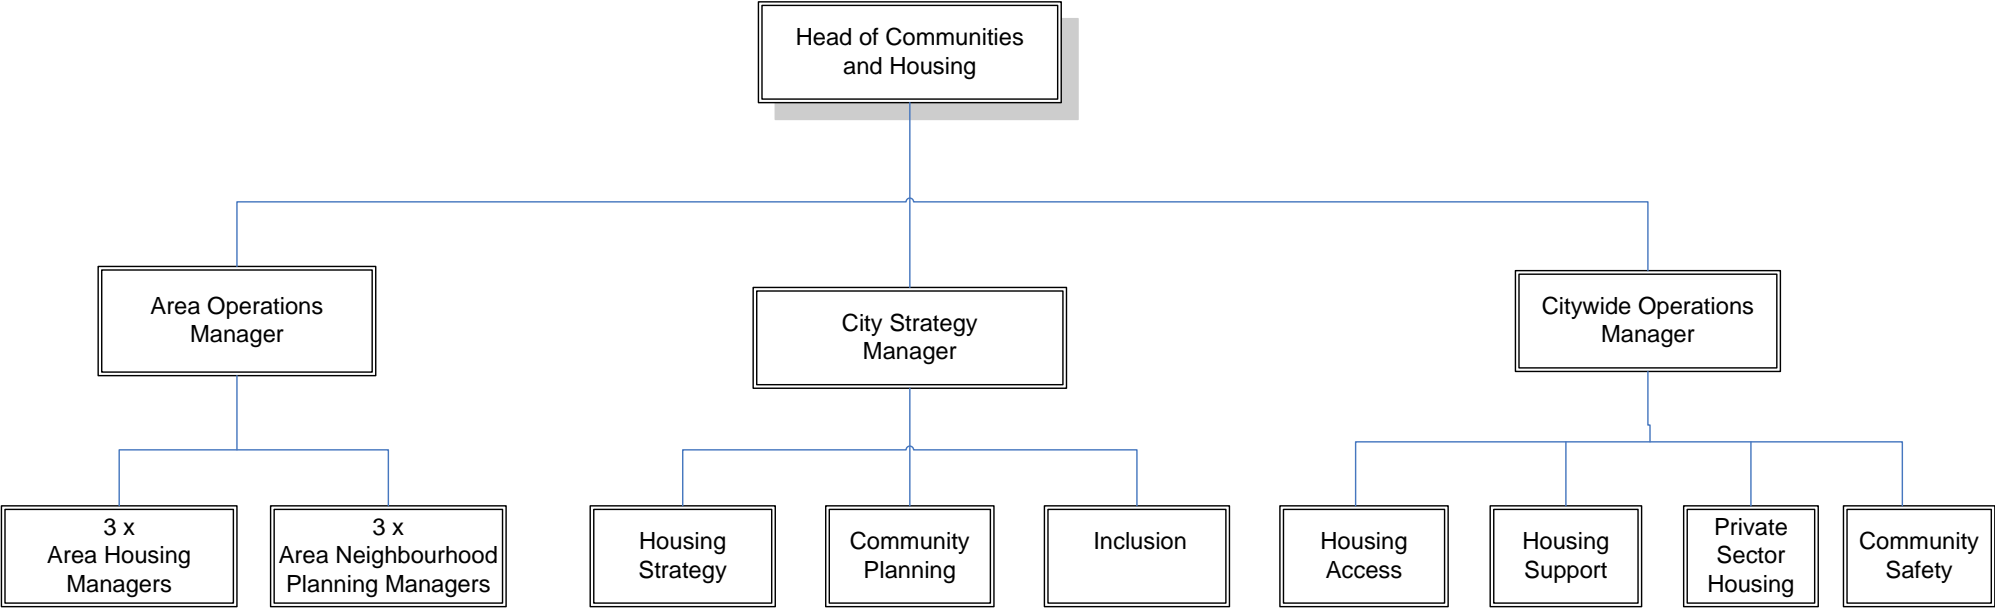 Head of Communities
and Housing
Area Operations
Manager
City Strategy
Manager
Citywide Operations
Manager
3 x
Area Housing
Managers
3 x
Area Neighbourhood
Planning Managers
Housing
Strategy
Community
Planning
Inclusion
Housing
Access
Housing
Support
Private
Sector
Housing
Community
Safety